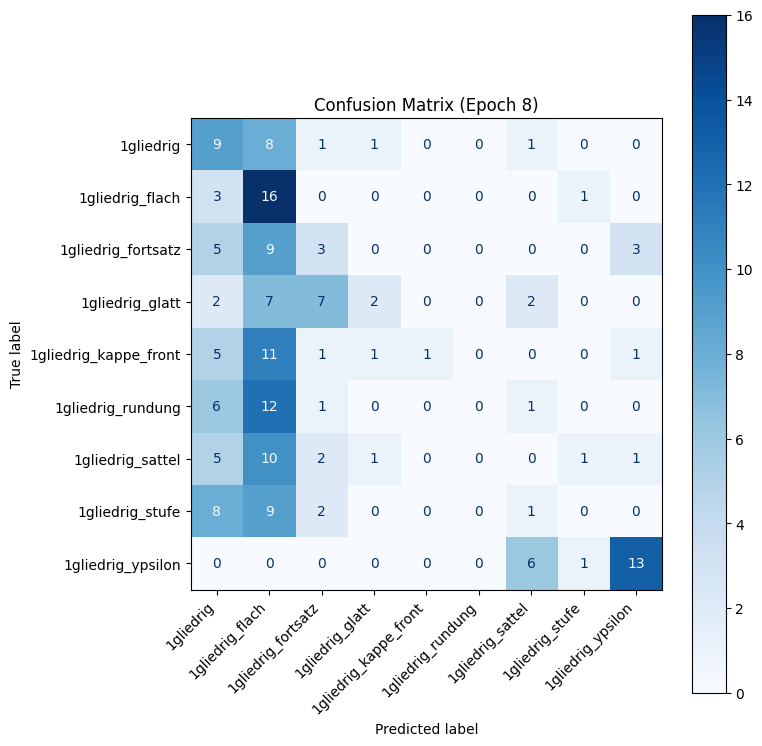 Confusion Matrix (Epoch 8)
True label
1gliedrig 9 8 1 1 0 0 1 0 0
1gliedrig_flach 3 16 0 0 0 0 0 1 0
1gliedrig_fortsatz 5 9 3 0 0 0 0 0 3
1gliedrig_glatt 2 7 7 2 0 0 2 0 0
1gliedrig_kappe_front 5 11 1 1 1 0 0 0 1
1gliedrig_rundung 6 12 1 0 0 0 1 0 0
1gliedrig_sattel 5 10 2 1 0 0 0 1 1
1gliedrig_stufe 8 9 2 0 0 0 1 0 0
1gliedrig_ypsilon 0 0 0 0 0 0 6 1 13
1gliedrig
1gliedrig_flach
1gliedrig_fortsatz
1gliedrig_glatt
1gliedrig_kappe_front
1gliedrig_rundung
1gliedrig_sattel
1gliedrig_stufe
1gliedrig_ypsilon
Predicted label
16
14
12
10
8
6
4
2
0